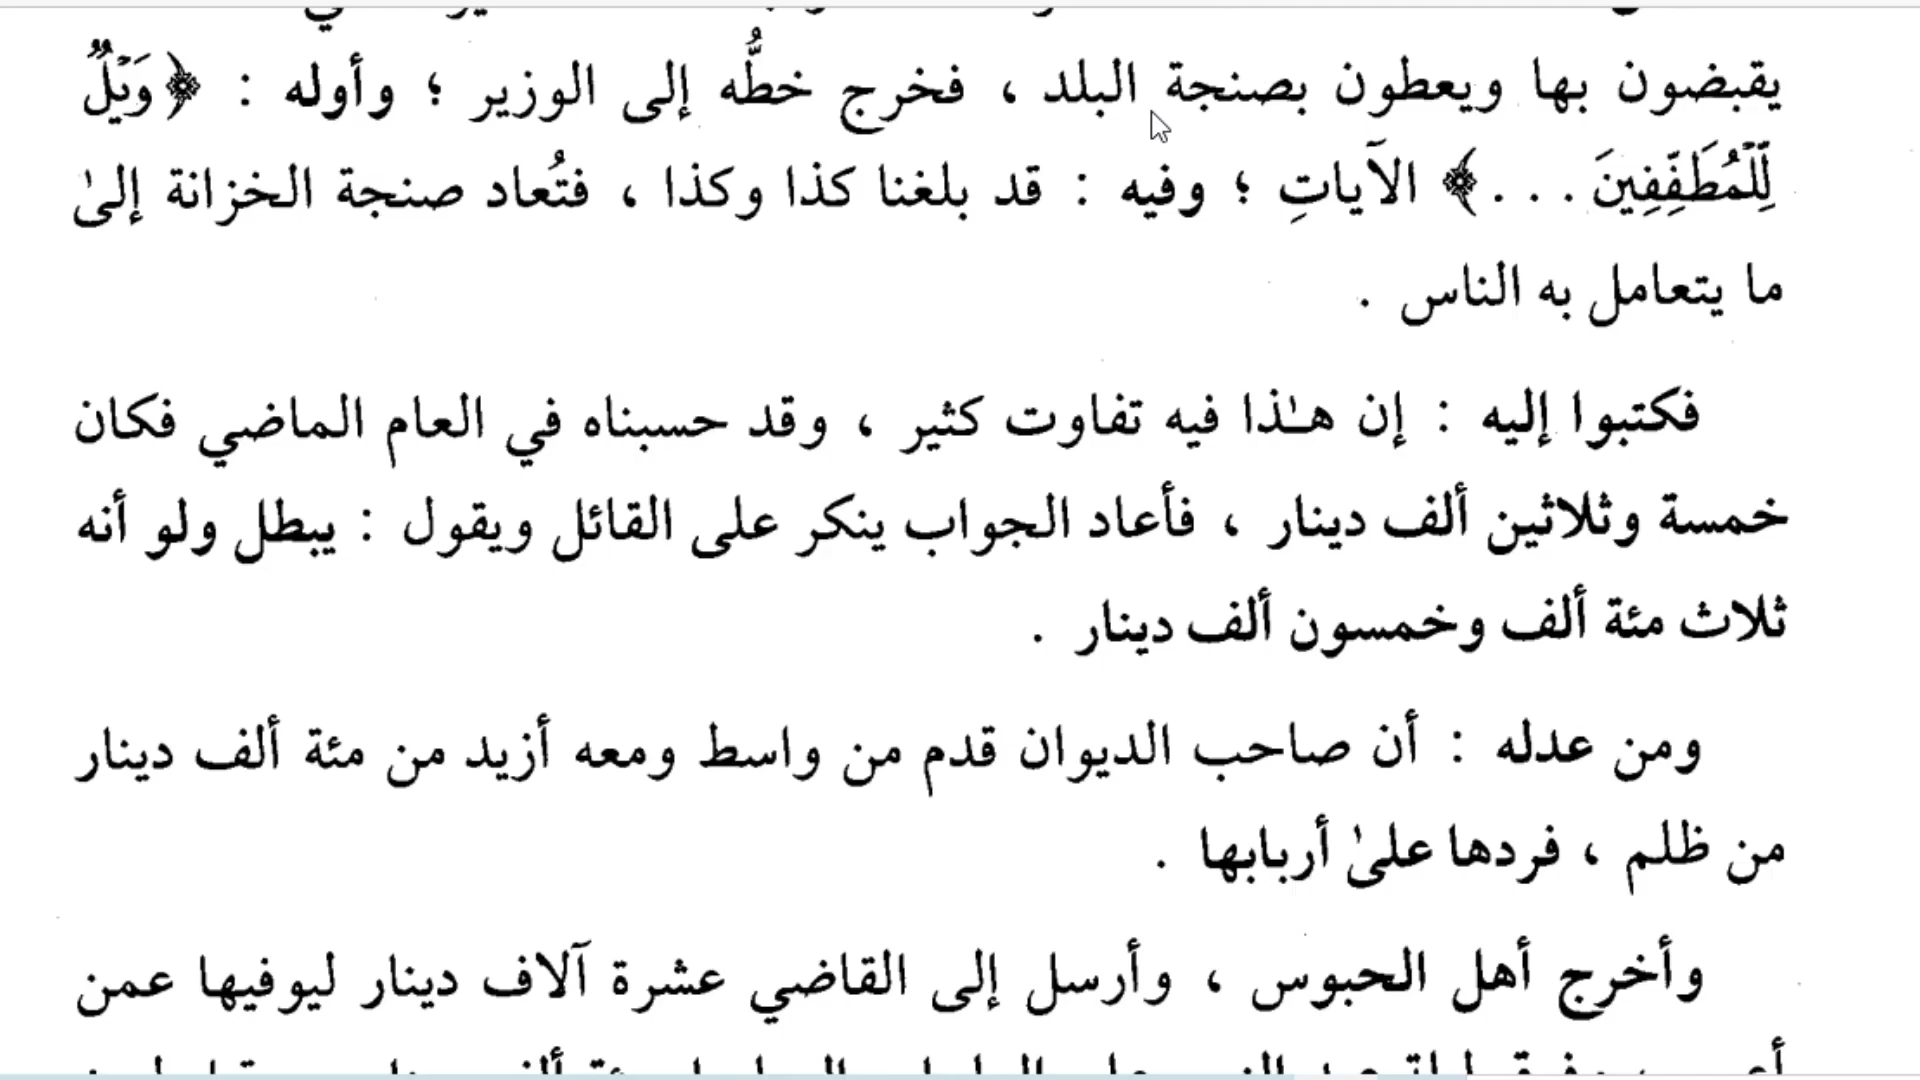 يقبضون بها ويعطون بصنجة البلد ، فخرج خطُّه إلى الوزير ؛ وأوله : ﴿وَيْلٌ
لِّلْمُطَفِّفِينَ . . .﴾ الآياتِ ؛ وفيه : قد بلغنا كذا وكذا ، فتُعاد صنجة الخزانة إلىٰ
ما يتعامل به الناس .
فكتبوا إليه : إن هـٰذا فيه تفاوت كثير ، وقد حسبناه في العام الماضي فكان
خمسة وثلاثين ألف دينار ، فأعاد الجواب ينكر على القائل ويقول : يبطل ولو أنه
ثلاث مئة ألف وخمسون ألف دينار .
ومن عدله : أن صاحب الديوان قدم من واسط ومعه أزيد من مئة ألف دينار
من ظلم ، فردها علىٰ أربابها .
وأخرج أهل الحبوس ، وأرسل إلى القاضي عشرة آلاف دينار ليوفيها عمن